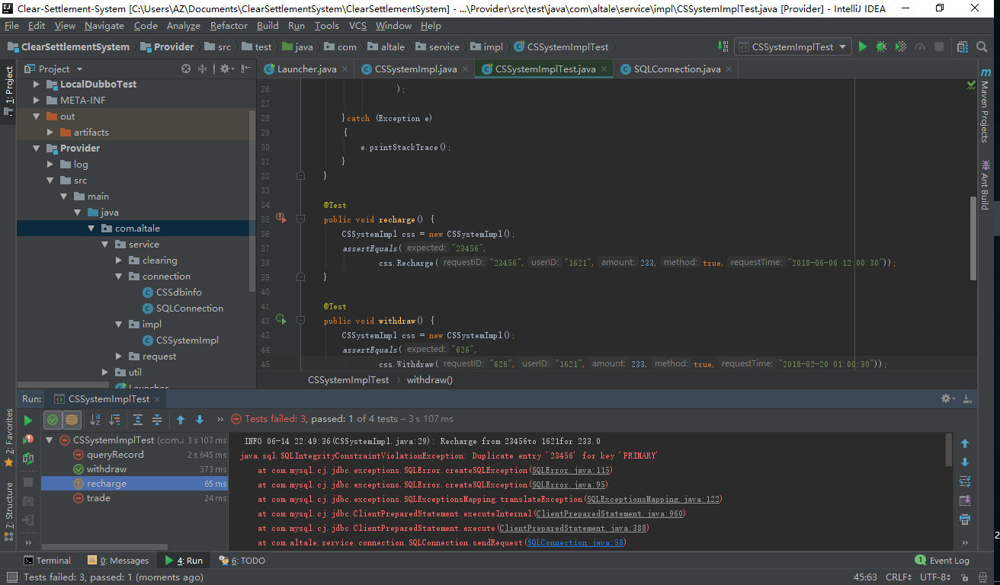 Clear-Settlement-System [C:\Users\AZ\Documents\ClearSettlementSystem\ClearSettlementSystem] - ...\Provider\src\test\java\com\altale\service\impl\CSSystemImplTest.java [Provider] - IntelliJ IDEA
File Edit View Navigate Code Analyze Refactor Build Run Tools VCS Window Help
ClearSettlementSystem Provider src test java com altale service impl CSSystemImplTest CSSystemImplTest
Project Launcher.java CSSystemImpl.java CSSystemImplTest.java SQLConnection.java
1: Project
LocalDubboTest
META-INF
out
artifacts
Provider
log
src
main
java
com.altale
service
clearing
connection
CSSdbinfo
SQLConnection
impl
CSSystemImpl
request
util
Launcher
26 );
27
28 }catch (Exception e)
29 {
30 e.printStackTrace();
31 }
32 }
33
34 @Test
35 public void recharge() {
36 CSSystemImpl css = new CSSystemImpl();
37 assertEquals( expected: "23456",
38 css.Recharge( requestID: "23456", userID: "1621", amount: 233, method: true, requestTime: "2018-06-06 12:00:30"));
39 }
40
41 @Test
42 public void withdraw() {
43 CSSystemImpl css = new CSSystemImpl();
44 assertEquals( expected: "626",
45 css.Withdraw( requestID: "626", userID: "1621", amount: 233, method: true, requestTime: "2018-02-20 01:00:30"));
CSSystemImplTest › withdraw()
Maven Projects
Ant Build
2: Favorites
7: Structure
Run: CSSystemImplTest
Tests failed: 3, passed: 1 of 4 tests – 3 s 107 ms
CSSystemImplTest (com.a 3 s 107 ms
queryRecord 2 s 645 ms
withdraw 373 ms
recharge 65 ms
trade 24 ms
INFO 06-14 22:49:36(CSSystemImpl.java:29): Recharge from 23456to 1621for 233.0
java.sql.SQLIntegrityConstraintViolationException: Duplicate entry '23456' for key 'PRIMARY'
at com.mysql.cj.jdbc.exceptions.SQLError.createSQLException(SQLError.java:115)
at com.mysql.cj.jdbc.exceptions.SQLError.createSQLException(SQLError.java:95)
at com.mysql.cj.jdbc.exceptions.SQLExceptionsMapping.translateException(SQLExceptionsMapping.java:122)
at com.mysql.cj.jdbc.ClientPreparedStatement.executeInternal(ClientPreparedStatement.java:960)
at com.mysql.cj.jdbc.ClientPreparedStatement.execute(ClientPreparedStatement.java:388)
at com.altale.service.connection.SQLConnection.sendRequest(SQLConnection.java:58)
Terminal 0: Messages 4: Run 6: TODO 1 Event Log
Tests failed: 3, passed: 1 (moments ago) 45:63 CRLF UTF-8